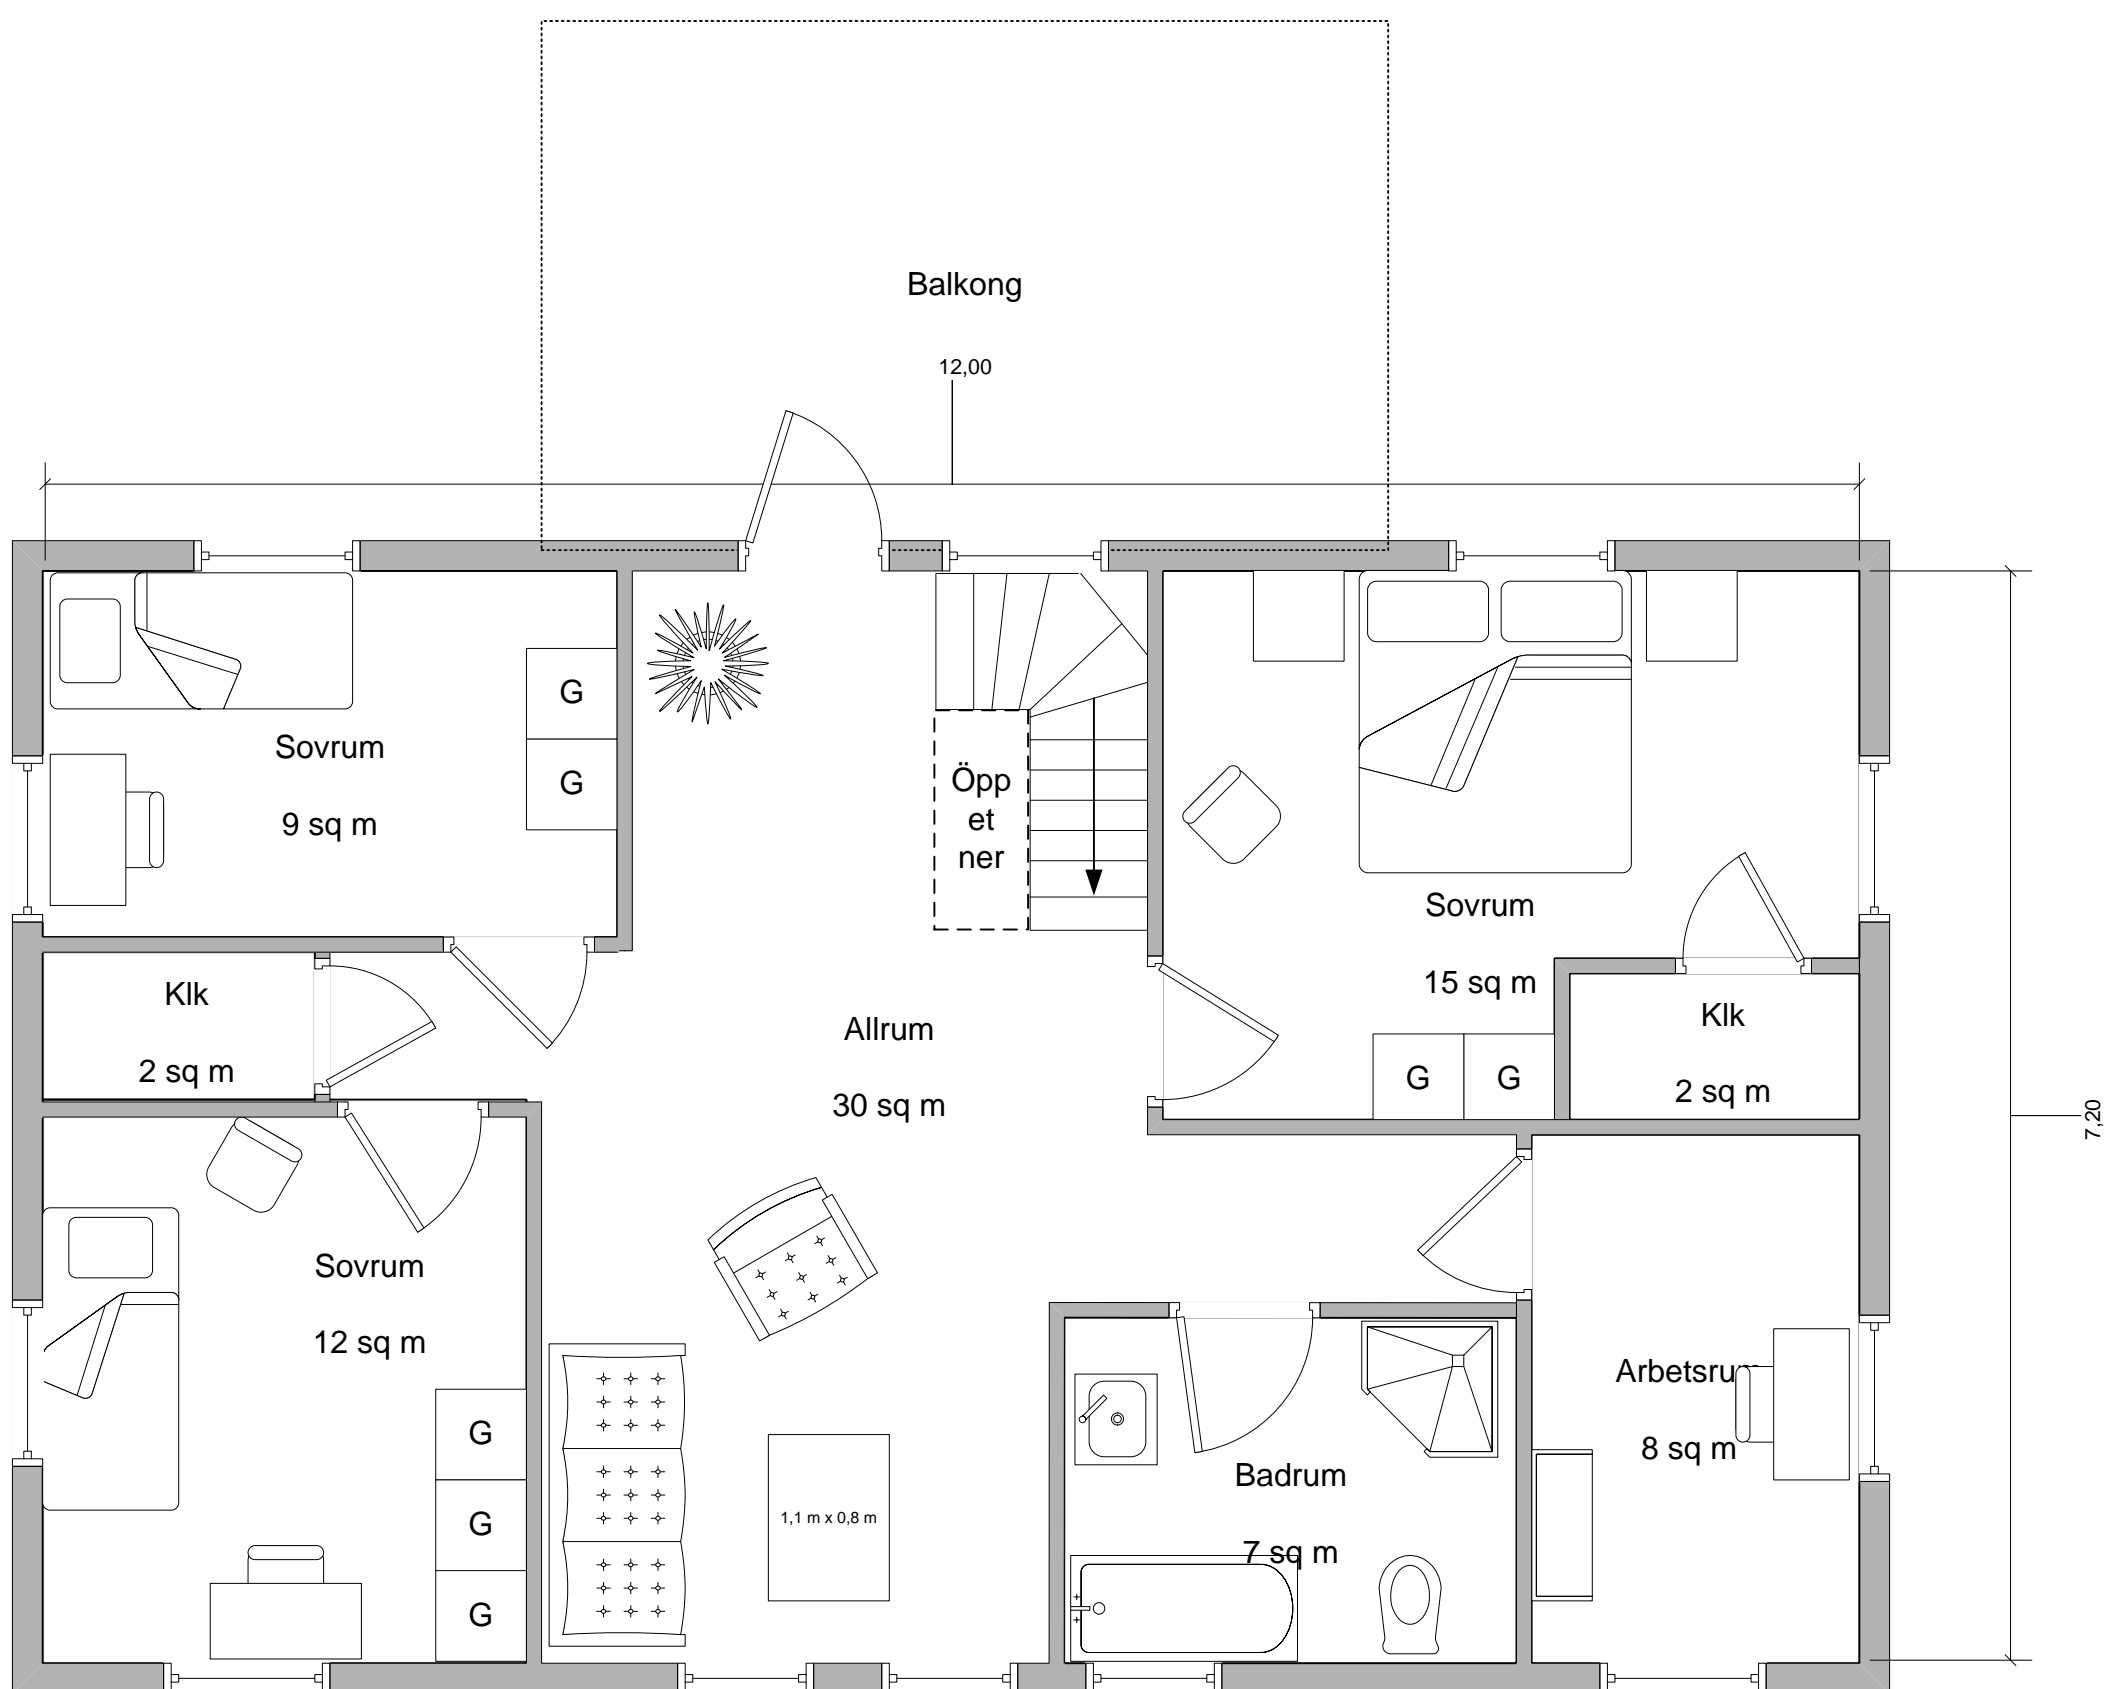 Balkong
12,00
G
Sovrum
G
9 sq m
Öpp
et
ner
Sovrum
15 sq m
Klk
2 sq m
Allrum
30 sq m
G
G
Klk
2 sq m
7,20
Sovrum
12 sq m
Arbetsru
8 sq m
G
G
G
1,1 m x 0,8 m
Badrum
7 sq m